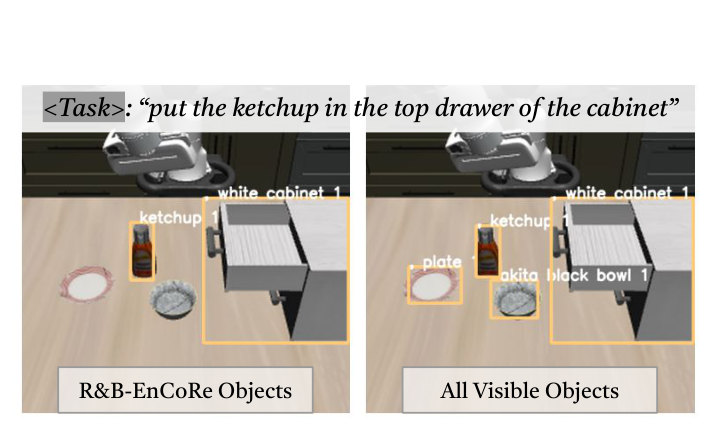 <Task>: “put the ketchup in the top drawer of the cabinet”
, white cabinet 1
ketchup 1
R&B-EnCoRe Objects
, white cabinet 1
, ketchup 1
, plate
akita black bowl 1
All Visible Objects